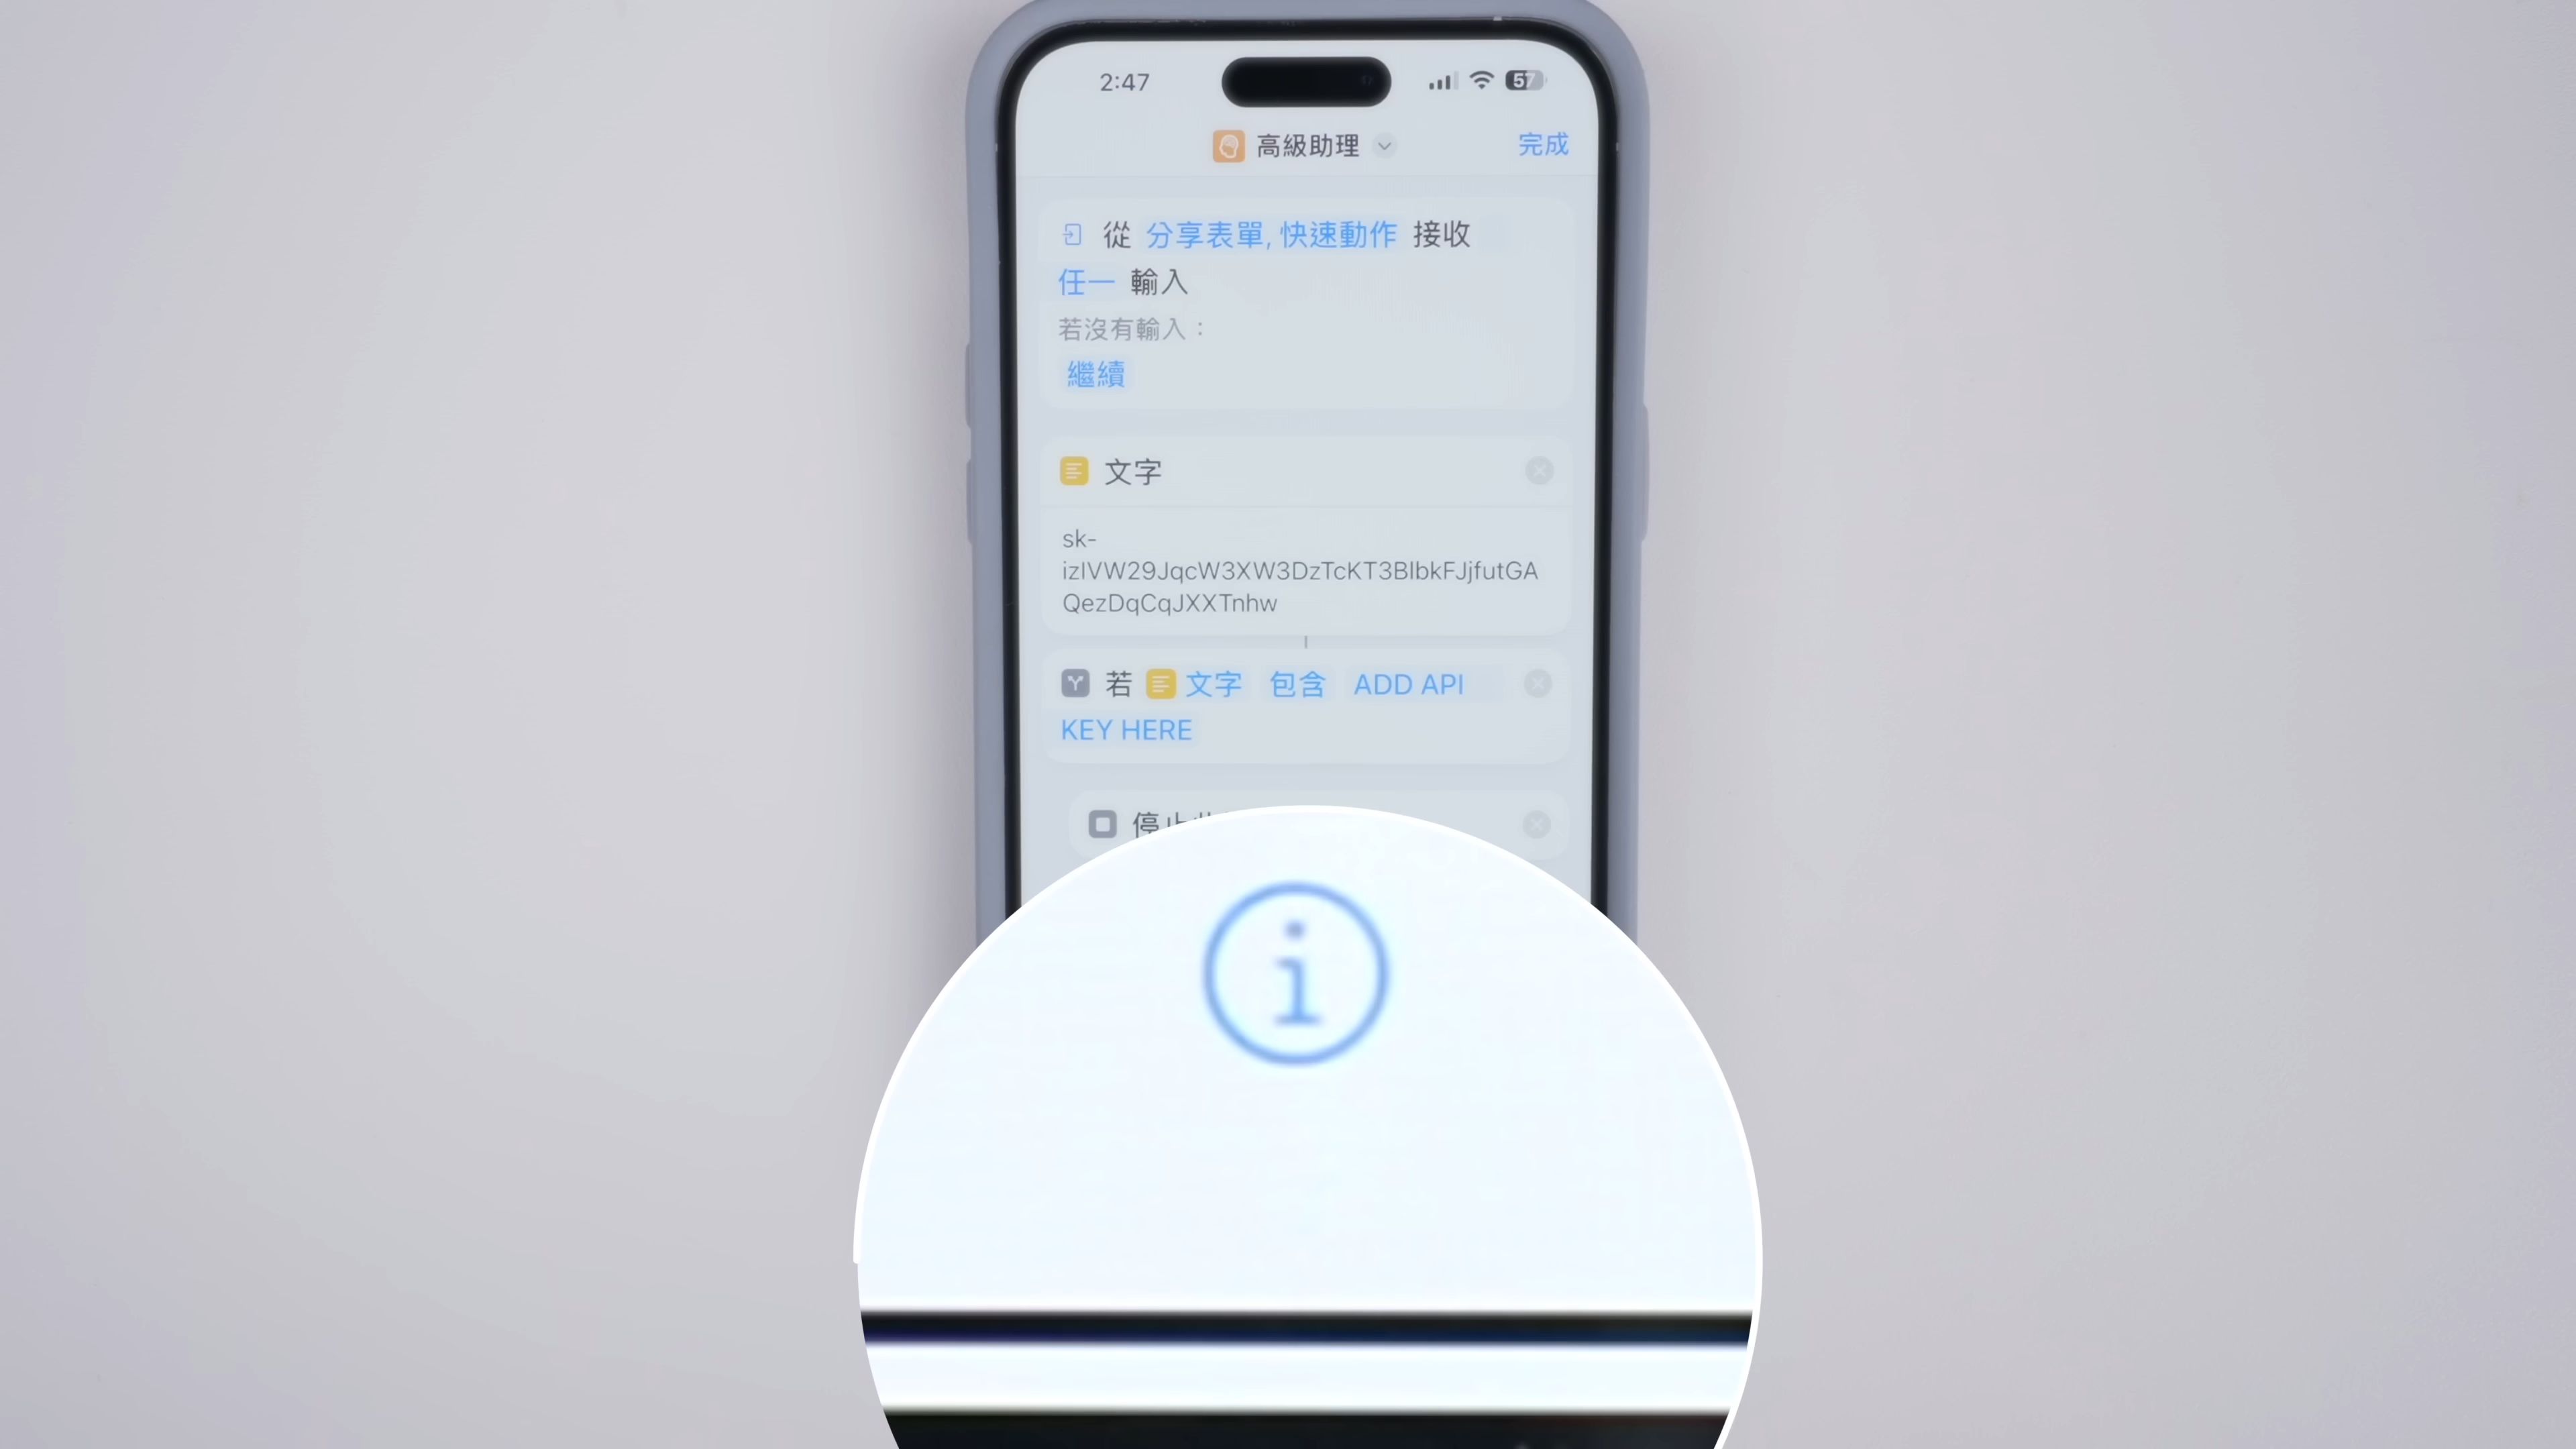 2:47
57
高級助理
完成
從 分享表單, 快速動作 接收
任一 輸入
若沒有輸入：
繼續
文字
sk-
QezDqCqJXXTnhw
若 文字 包含 ADD API
KEY HERE
停
i